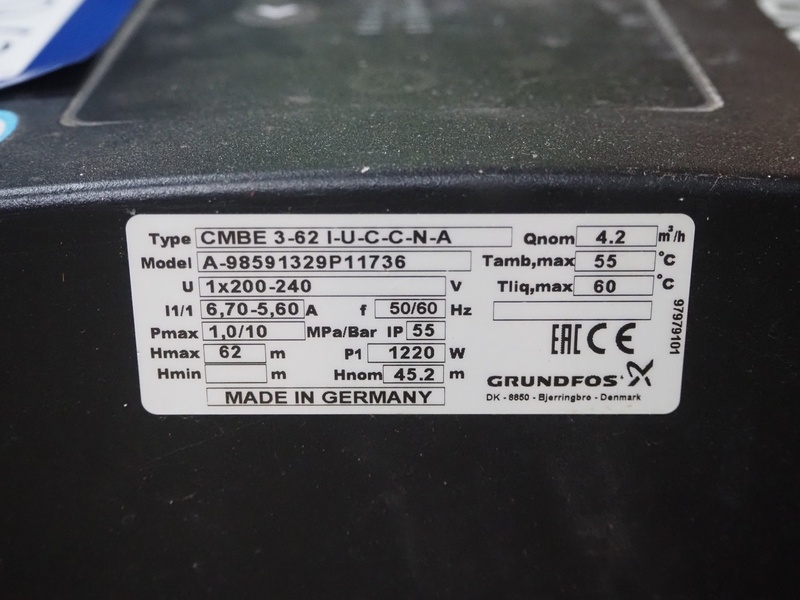 Type CMBE 3-62 I-U-C-C-N-A Qnom 4.2 m³/h
Model A-98591329P11736 Tamb,max 55 °C
U 1x200-240 V Tliq,max 60 °C
I1/1 6,70-5,60 A f 50/60 Hz
Pmax 1,0/10 MPa/Bar IP 55
Hmax 62 m P1 1220 W
Hmin m Hnom 45.2 m
MADE IN GERMANY
EAC CE
97979101
GRUNDFOS
DK - 8850 - Bjerringbro - Denmark